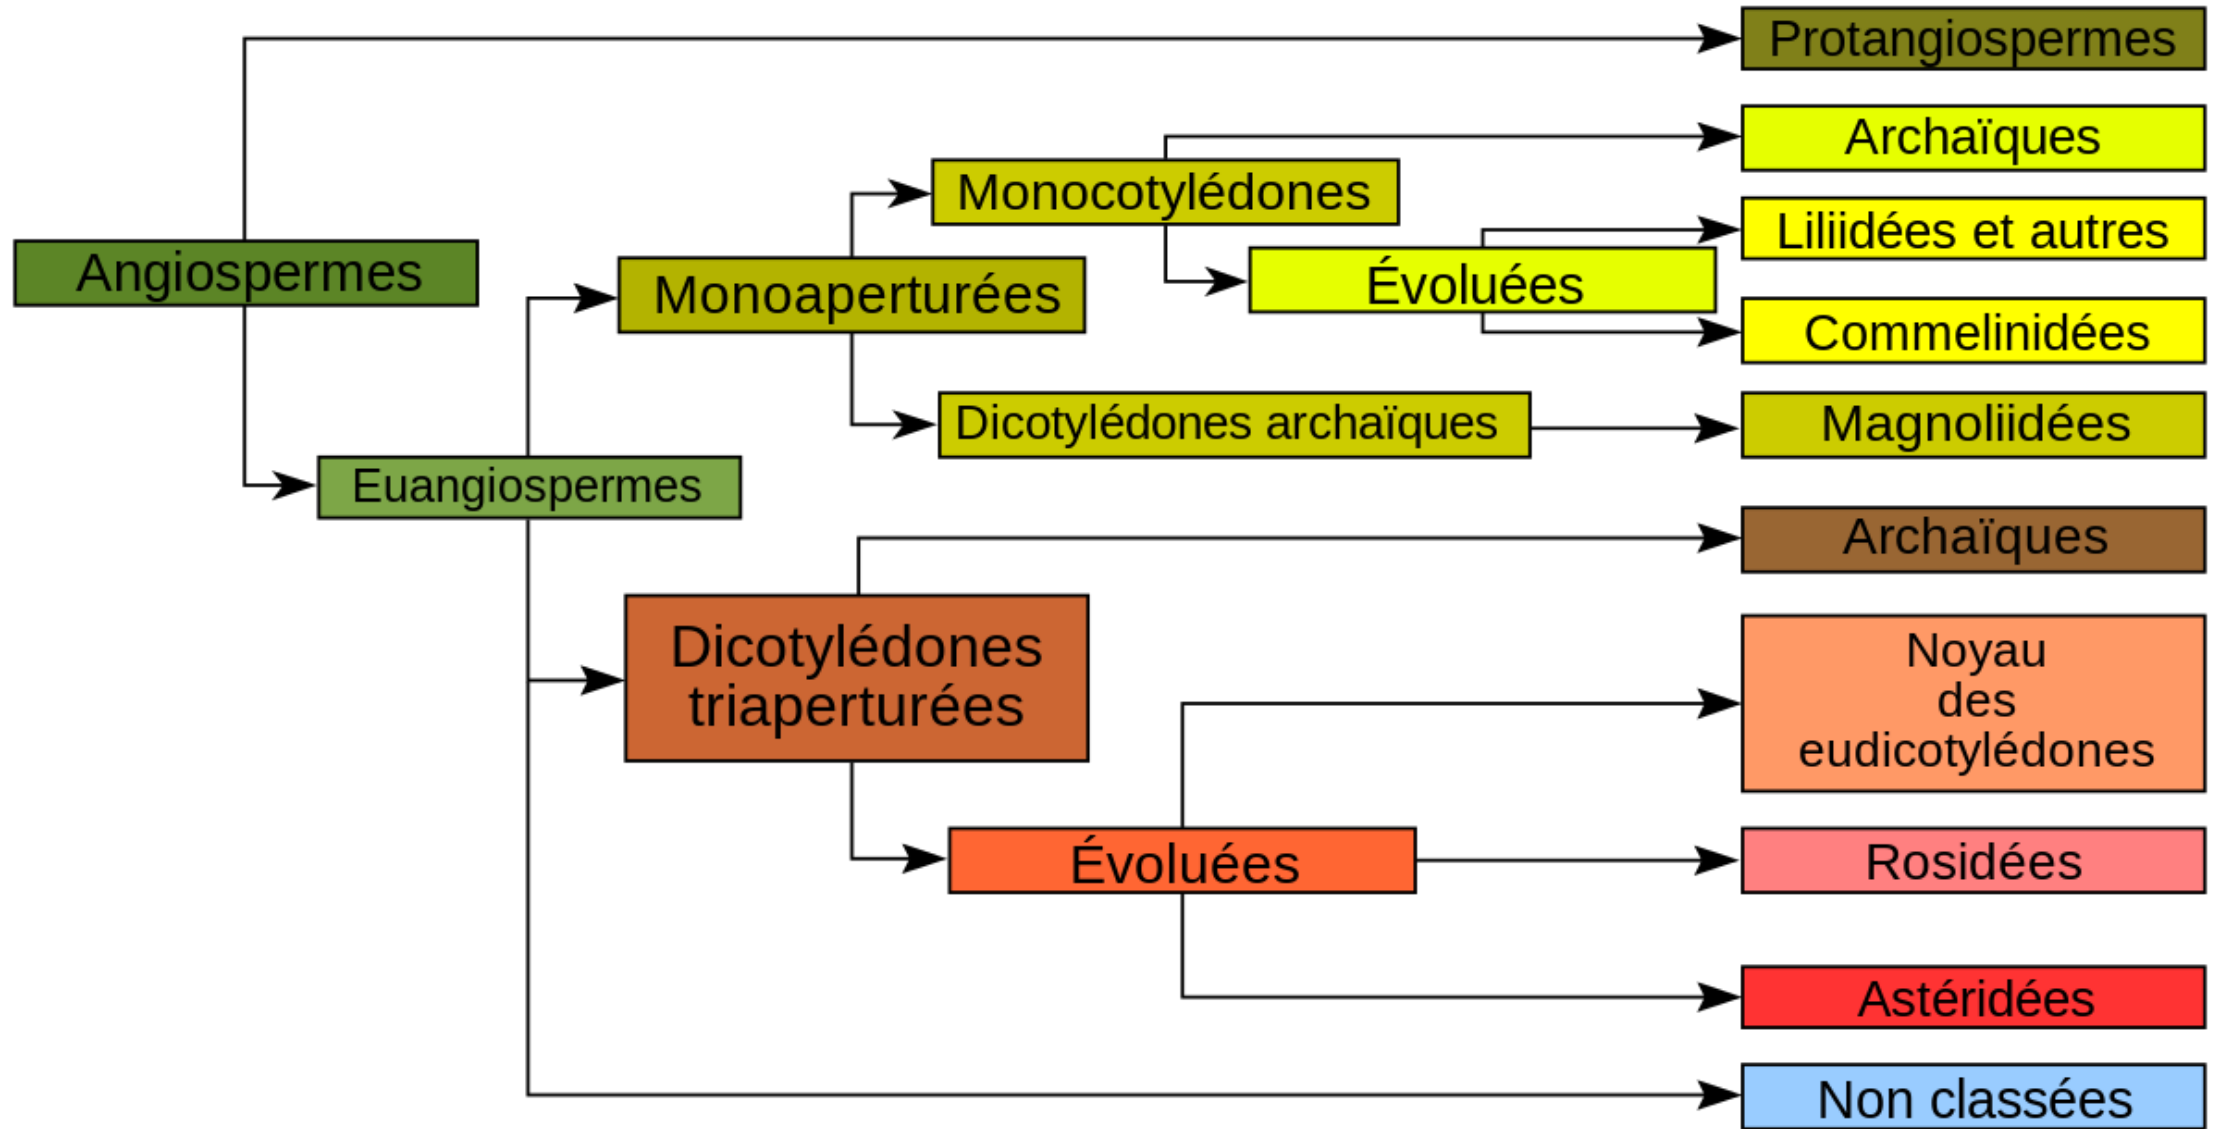 Protangiospermes
Archaïques
Monocotylédones
Liliidées et autres
Angiospermes
Monoaperturées
Évoluées
Commelinidées
Dicotylédones archaïques
Magnoliidées
Euangiospermes
Archaïques
Dicotylédones
triaperturées
Noyau
des
eudicotylédones
Évoluées
Rosidées
Astéridées
Non classées